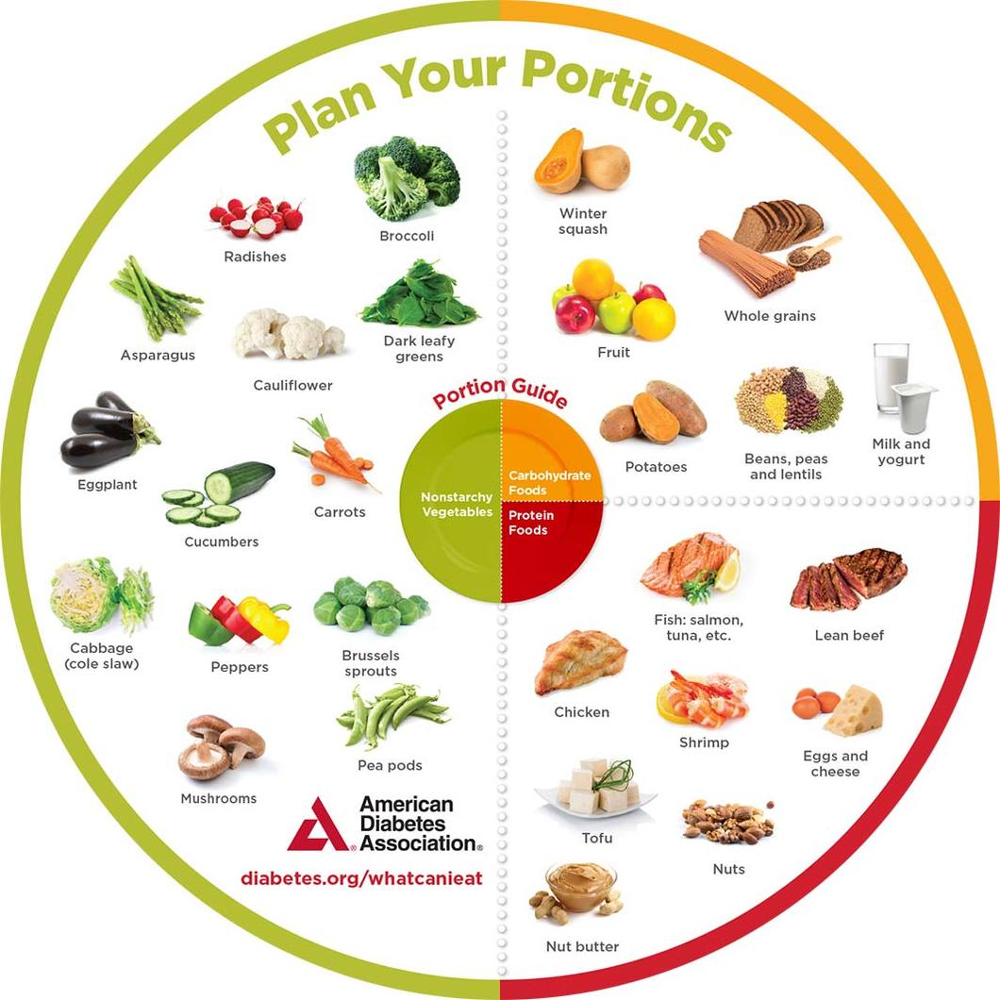 Plan Your Portions
Broccoli
Radishes
Asparagus
Cauliflower
Dark leafy
greens
Eggplant
Cucumbers
Carrots
Cabbage
(cole slaw)
Peppers
Brussels
sprouts
Mushrooms
Pea pods
American
Diabetes
Association®
diabetes.org/whatcanieat
Winter
squash
Whole grains
Fruit
Potatoes
Beans, peas
and lentils
Milk and
yogurt
Portion Guide
Nonstarchy
Vegetables
Carbohydrate
Foods
Protein
Foods
Fish: salmon,
tuna, etc.
Lean beef
Chicken
Shrimp
Eggs and
cheese
Tofu
Nuts
Nut butter